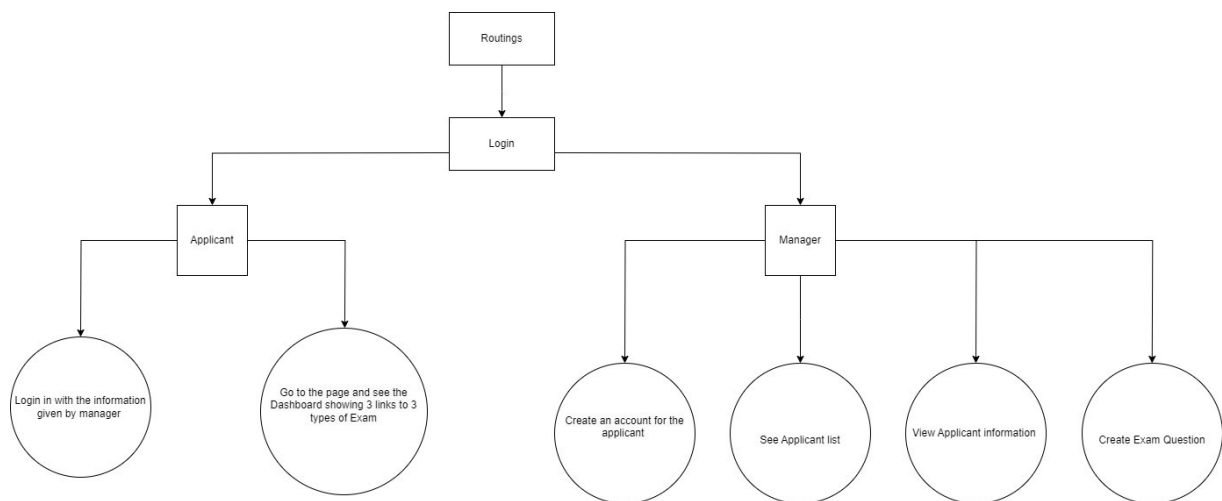 Routings
Login
Applicant
Manager
Login in with the information
given by manager
Go to the page and see the
Dashboard showing 3 links to 3
types of Exam
Create an account for the
applicant
See Applicant list
View Applicant information
Create Exam Question